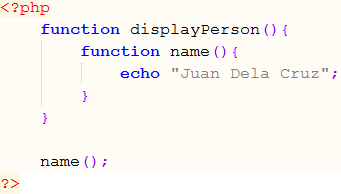 <?php
function displayPerson(){
function name(){
echo "Juan Dela Cruz";
}
}
name();
?>